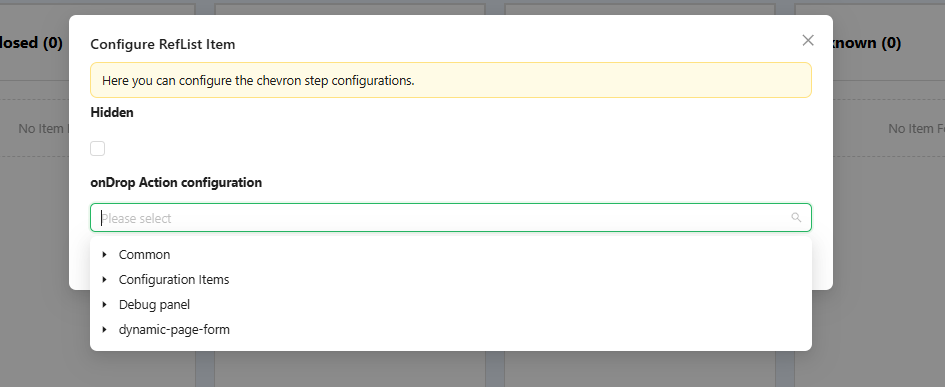 losed (0)
known (0)
Configure RefList Item
Here you can configure the chevron step configurations.
Hidden
No Item
No Item F
onDrop Action configuration
Please select
Common
Configuration Items
Debug panel
dynamic-page-form